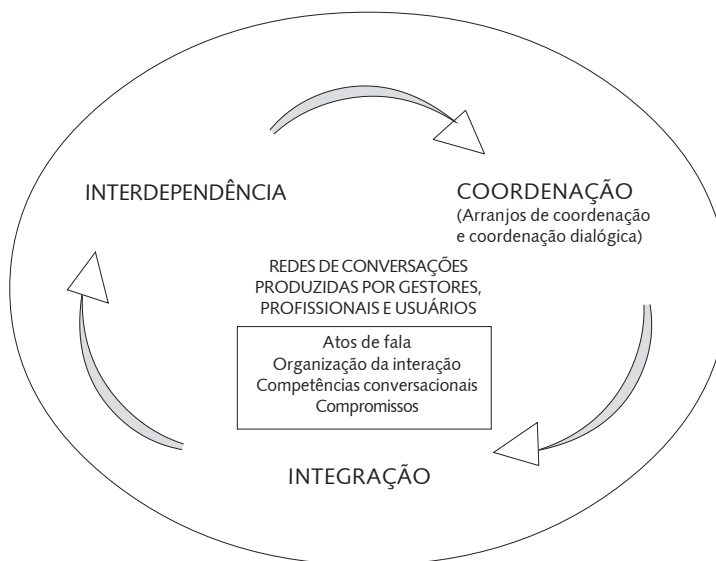 INTERDEPENDÊNCIA
COORDENAÇÃO
(Arranjos de coordenação
e coordenação dialógica)
REDES DE CONVERSAÇÕES
PRODUZIDAS POR GESTORES,
PROFISSIONAIS E USUÁRIOS
Atos de fala
Organização da interação
Competências conversacionais
Compromissos
INTEGRAÇÃO